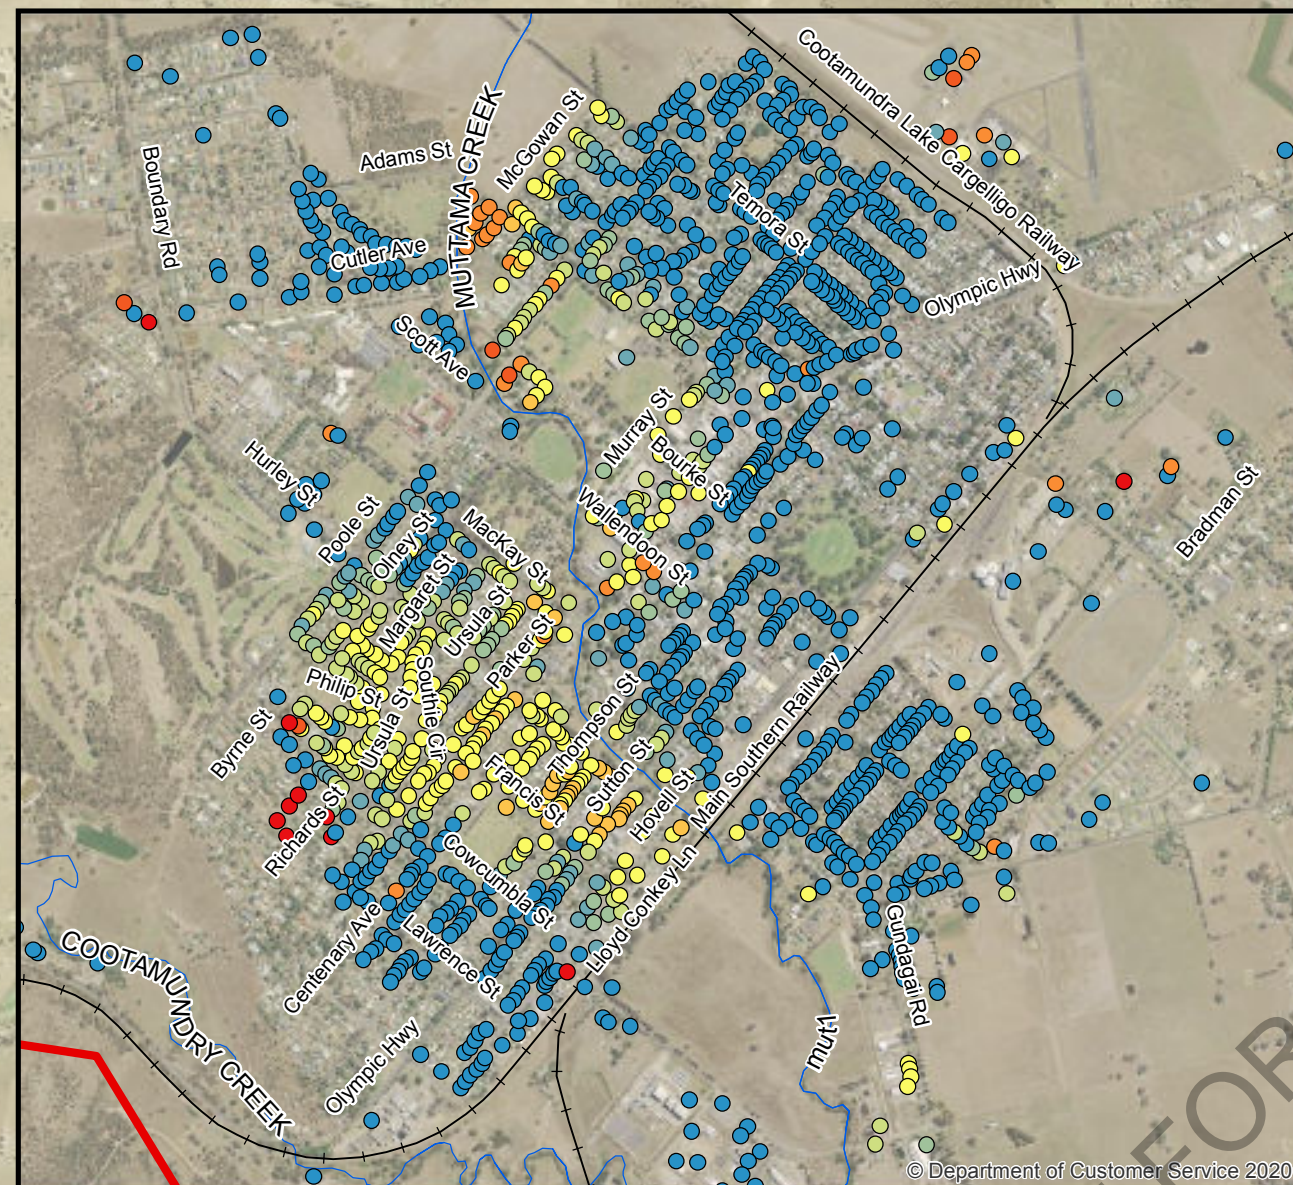 Cootamundra Lake Cargelligo Railway
MUTTAMA CREEK
McGowan St
Adams St
Boundary Rd
Temora St
Cutler Ave
Olympic Hwy
Scott Ave
Murray St
Hurley St
Bourke St
Wallendoon St
Poole St
Olney St
MacKay St
Bradman St
Margaret St
Ursula St
Parker St
Southie Cir
Philip St
Ursula St
Thompson St
Main Southern Railway
Byrne St
Francis St
Sutton St
Hovell St
Richards St
Cowcumbla St
Lloyd Conkey Ln
Centenary Ave
Lawrence St
Gundagai Rd
COOTAMUNDRY CREEK
Olympic Hwy
FOR
© Department of Customer Service 2020